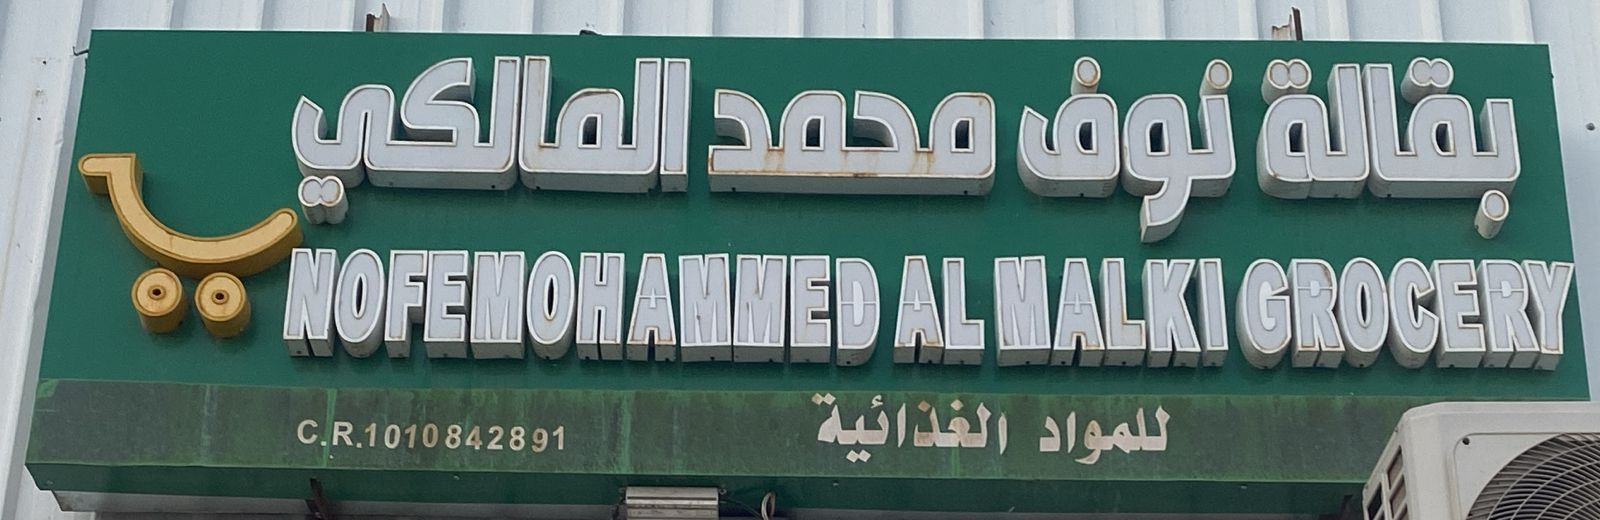 بقالة نوف محمد المالكي
NOFEMOHAMMED AL MALKI GROCERY
للمواد الغذائية
C.R.1010842891